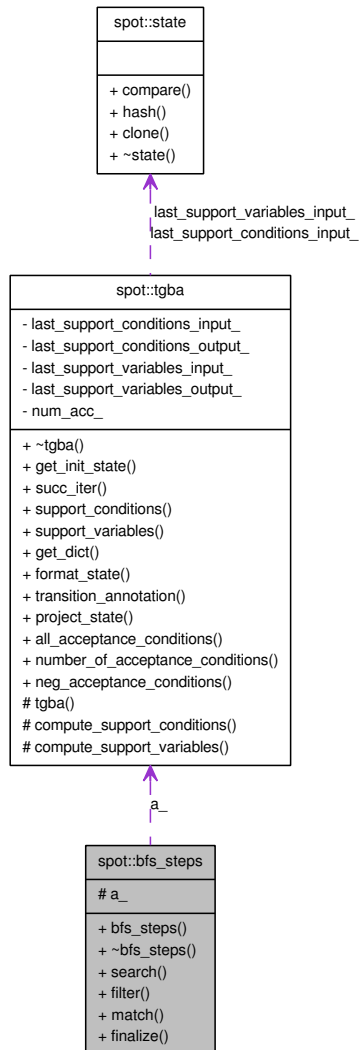 spot::state
+ compare()
+ hash()
+ clone()
+ ~state()
last_support_variables_input_
last_support_conditions_input_
spot::tgba
- last_support_conditions_input_
- last_support_conditions_output_
- last_support_variables_input_
- last_support_variables_output_
- num_acc_
+ ~tgba()
+ get_init_state()
+ succ_iter()
+ support_conditions()
+ support_variables()
+ get_dict()
+ format_state()
+ transition_annotation()
+ project_state()
+ all_acceptance_conditions()
+ number_of_acceptance_conditions()
+ neg_acceptance_conditions()
# tgba()
# compute_support_conditions()
# compute_support_variables()
a_
spot::bfs_steps
# a_
+ bfs_steps()
+ ~bfs_steps()
+ search()
+ filter()
+ match()
+ finalize()